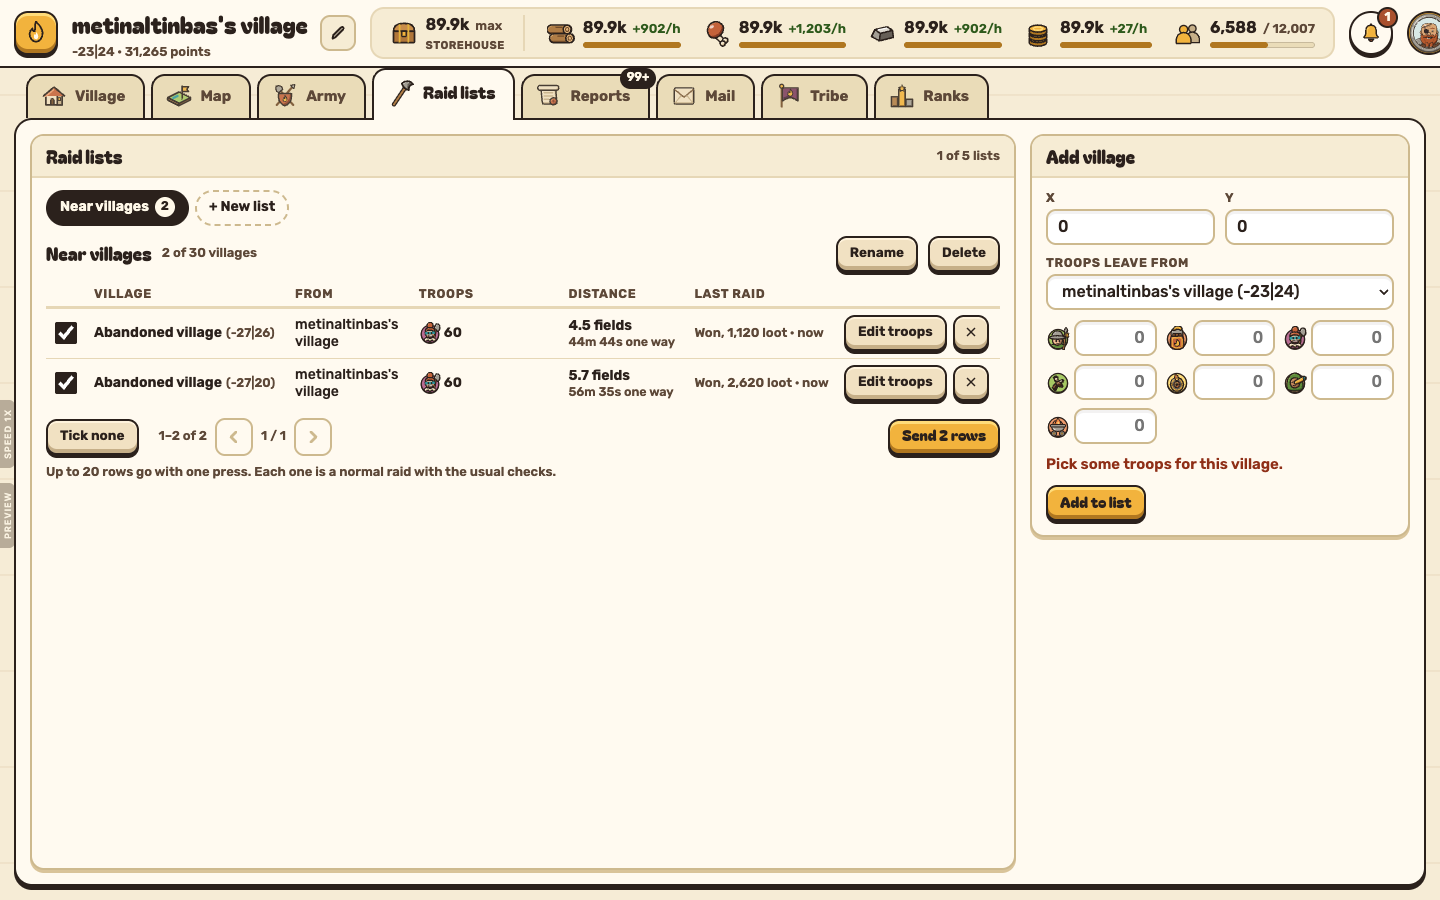 metinaltinbas's village
-23|24 • 31,265 points
89.9k max
STOREHOUSE
89.9k +902/h
89.9k +1,203/h
89.9k +902/h
89.9k +27/h
6,588 / 12,007
1
Village
Map
Army
Raid lists
Reports
99+
Mail
Tribe
Ranks
Raid lists
1 of 5 lists
Near villages 2
+ New list
Near villages 2 of 30 villages
Rename
Delete
VILLAGE FROM TROOPS DISTANCE LAST RAID
Abandoned village (-27|26)
metinaltinbas's
village
60
4.5 fields
44m 44s one way
Won, 1,120 loot • now
Edit troops
×
Abandoned village (-27|20)
metinaltinbas's
village
60
5.7 fields
56m 35s one way
Won, 2,620 loot • now
Edit troops
×
Tick none
1–2 of 2
1 / 1
Send 2 rows
Up to 20 rows go with one press. Each one is a normal raid with the usual checks.
Add village
X
Y
0
0
TROOPS LEAVE FROM
metinaltinbas's village (-23|24)
0 0 0
0 0 0
0
Pick some troops for this village.
Add to list
SPEED 1X
PREVIEW